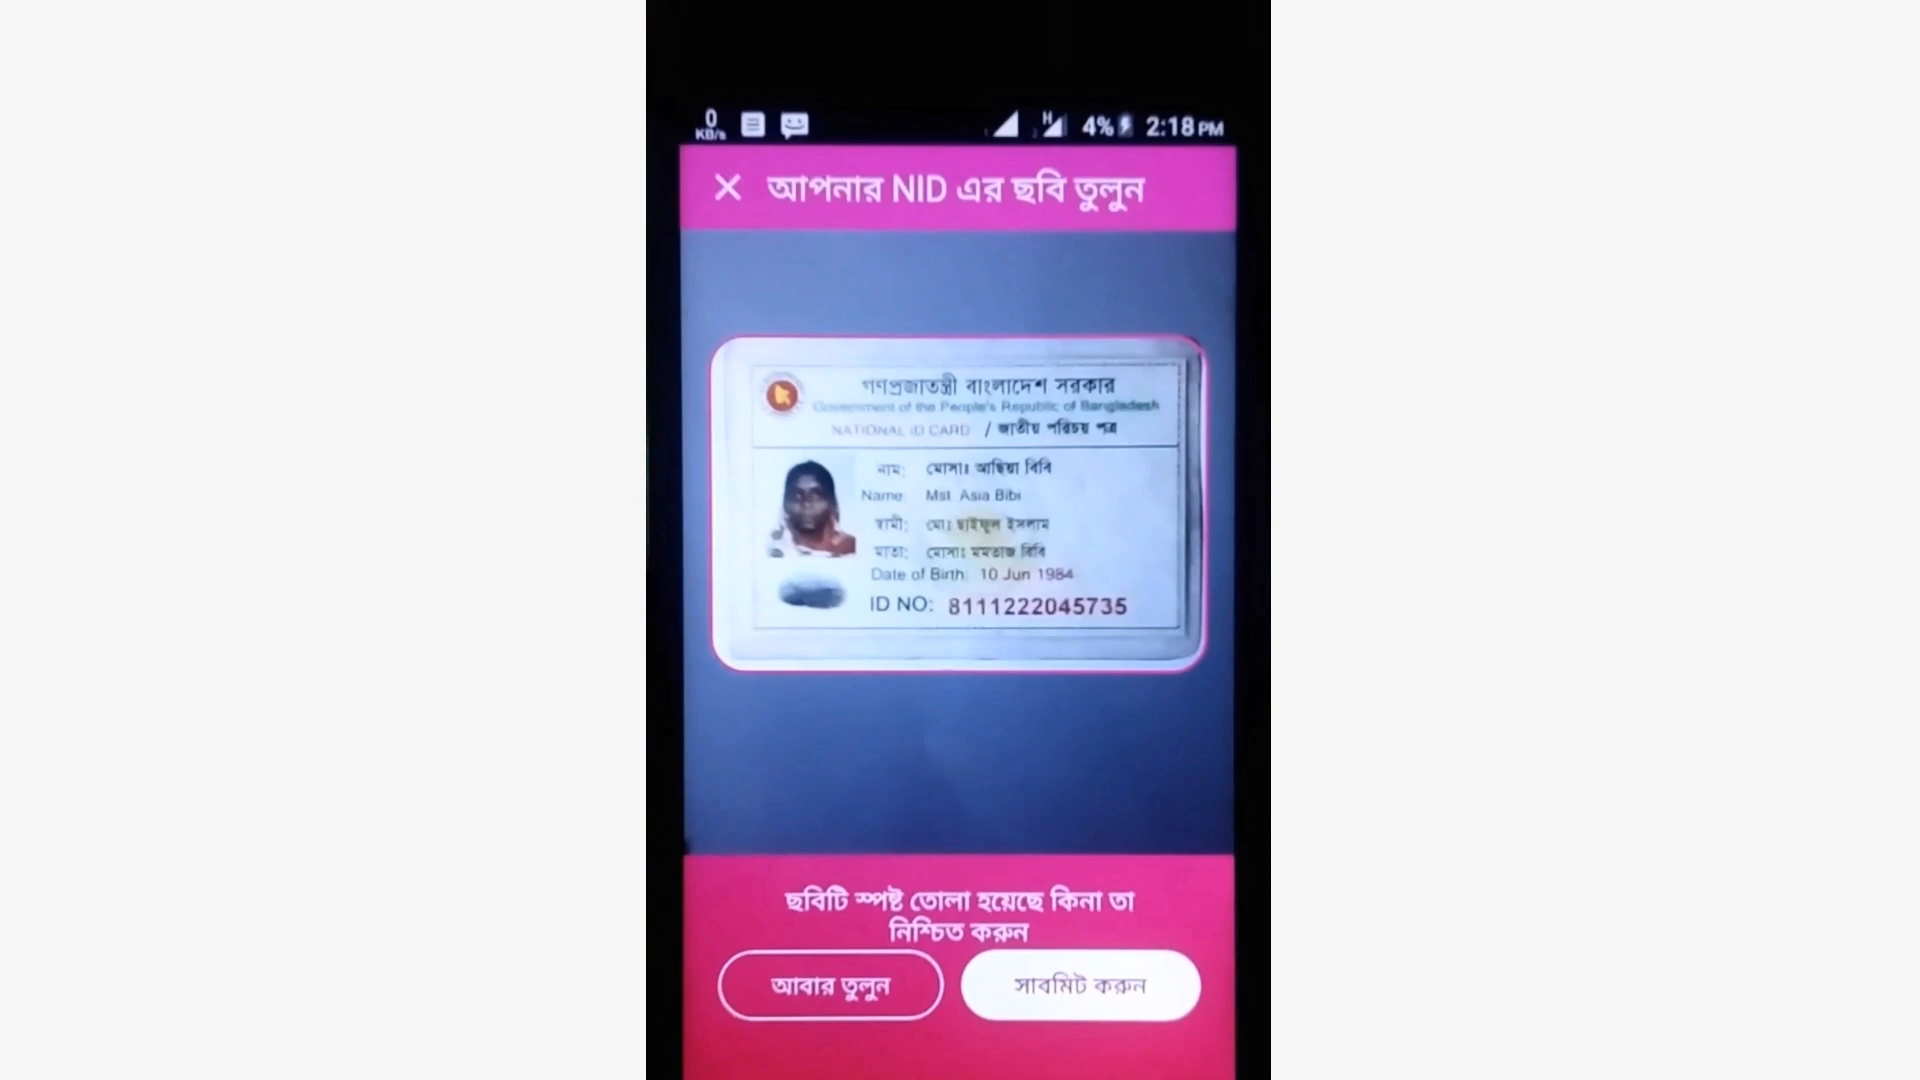 0
KB/s
H
4% 2:18 PM
আপনার NID এর ছবি তুলুন
গণপ্রজাতন্ত্রী বাংলাদেশ সরকার
Government of the People's Republic of Bangladesh
NATIONAL ID CARD / জাতীয় পরিচয় পত্র
নাম: মোসাঃ আছিয়া বিবি
Name: Mst. Asia Bibi
স্বামী: মোঃ ছাইফুল ইসলাম
মাতা: মোসাঃ মমতাজ বিবি
Date of Birth: 10 Jun 1984
ID NO: 8111222045735
ছবিটি স্পষ্ট তোলা হয়েছে কিনা তা
নিশ্চিত করুন
আবার তুলুন
সাবমিট করুন